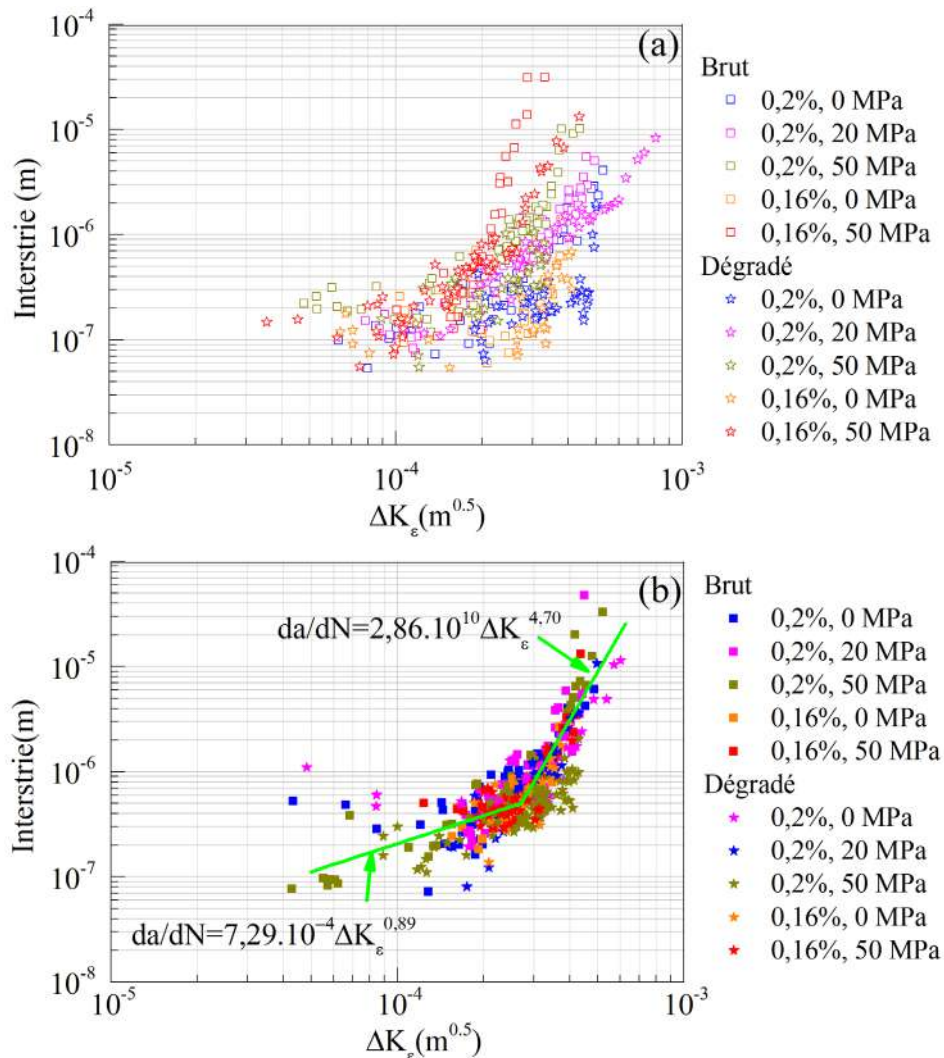 10⁻⁴
(a)
10⁻⁵
10⁻⁶
10⁻⁷
10⁻⁸
Interstrie (m)
10⁻⁵
10⁻⁴
10⁻³
ΔK_ε(m^0.5)
Brut
0,2%, 0 MPa
0,2%, 20 MPa
0,2%, 50 MPa
0,16%, 0 MPa
0,16%, 50 MPa
Dégradé
0,2%, 0 MPa
0,2%, 20 MPa
0,2%, 50 MPa
0,16%, 0 MPa
0,16%, 50 MPa
10⁻⁴
(b)
da/dN=2,86.10¹⁰ΔK_ε^4,70
10⁻⁵
10⁻⁶
10⁻⁷
da/dN=7,29.10⁻⁴ΔK_ε^0,89
10⁻⁸
Interstrie(m)
10⁻⁵
10⁻⁴
10⁻³
ΔK_ε(m^0.5)
Brut
0,2%, 0 MPa
0,2%, 20 MPa
0,2%, 50 MPa
0,16%, 0 MPa
0,16%, 50 MPa
Dégradé
0,2%, 0 MPa
0,2%, 20 MPa
0,2%, 50 MPa
0,16%, 0 MPa
0,16%, 50 MPa